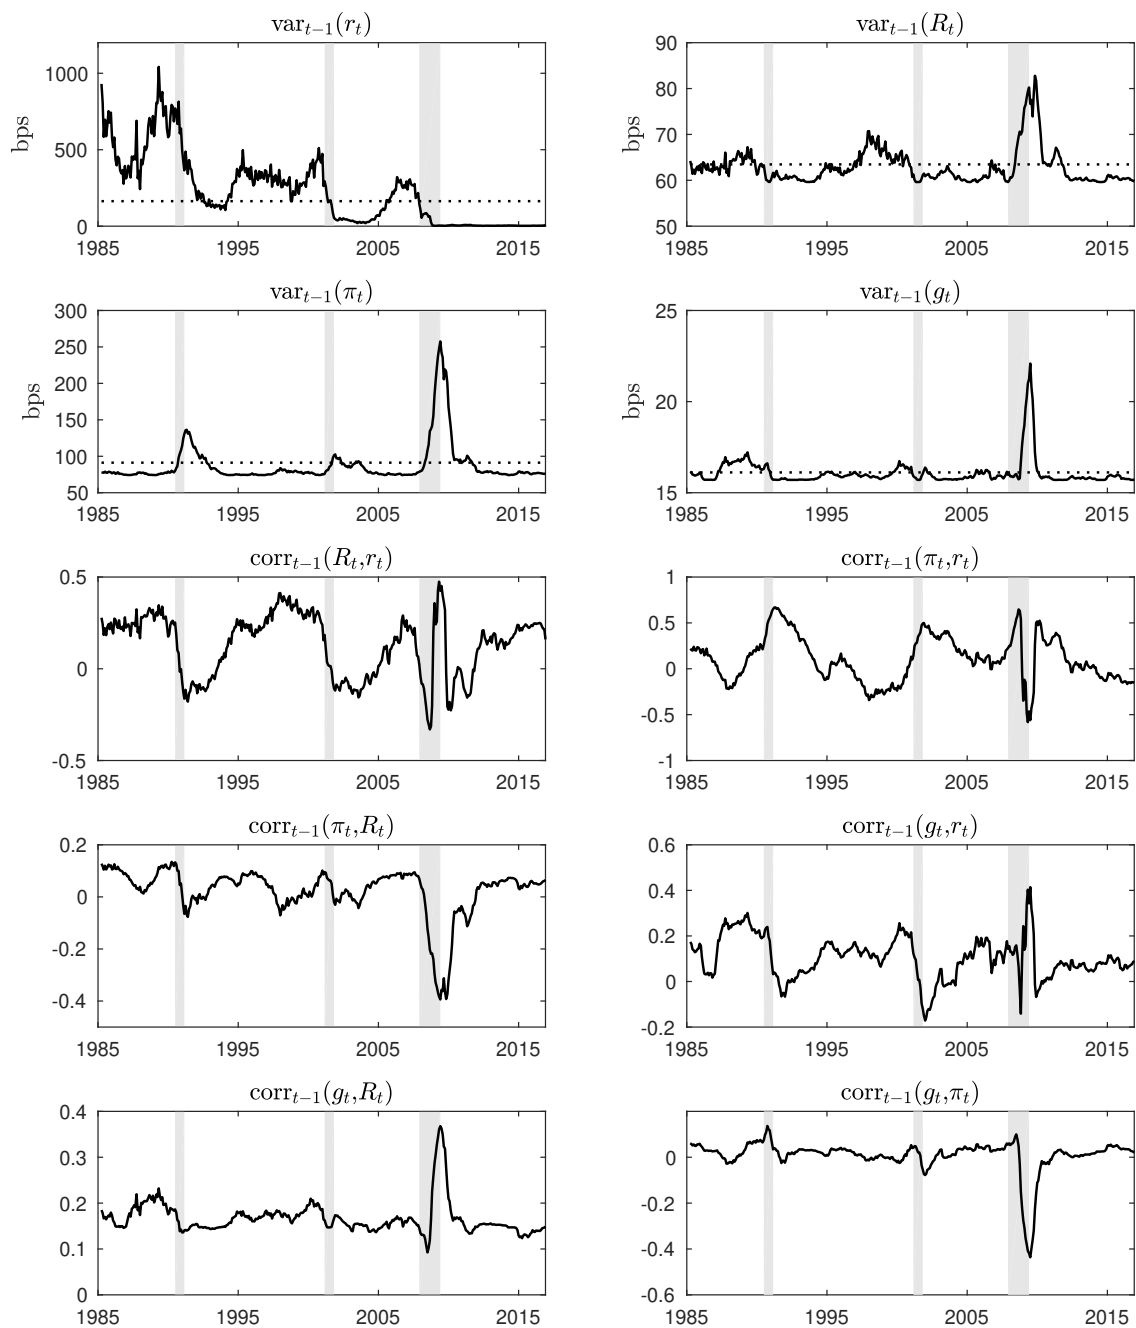 var_{t−1}(r_t)
bps
1000
500
0
1985 1995 2005 2015
var_{t−1}(R_t)
bps
90
80
70
60
50
1985 1995 2005 2015
var_{t−1}(π_t)
bps
300
250
200
150
100
50
1985 1995 2005 2015
var_{t−1}(g_t)
bps
25
20
15
1985 1995 2005 2015
corr_{t−1}(R_t,r_t)
0.5
0
-0.5
1985 1995 2005 2015
corr_{t−1}(π_t,r_t)
1
0.5
0
-0.5
-1
1985 1995 2005 2015
corr_{t−1}(π_t,R_t)
0.2
0
-0.2
-0.4
1985 1995 2005 2015
corr_{t−1}(g_t,r_t)
0.6
0.4
0.2
0
-0.2
1985 1995 2005 2015
corr_{t−1}(g_t,R_t)
0.4
0.3
0.2
0.1
0
1985 1995 2005 2015
corr_{t−1}(g_t,π_t)
0
-0.2
-0.4
-0.6
1985 1995 2005 2015